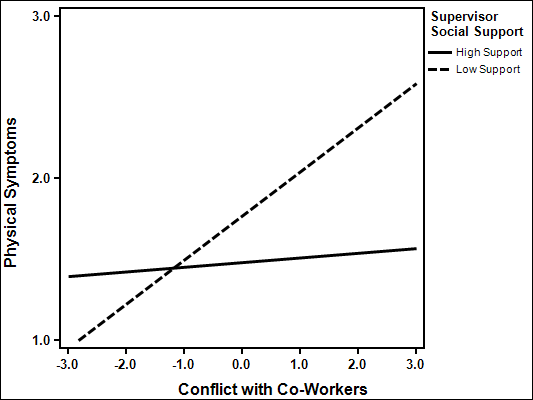 Supervisor
Social Support
High Support
Low Support
Physical Symptoms
3.0
2.0
1.0
-3.0 -2.0 -1.0 0.0 1.0 2.0 3.0
Conflict with Co-Workers